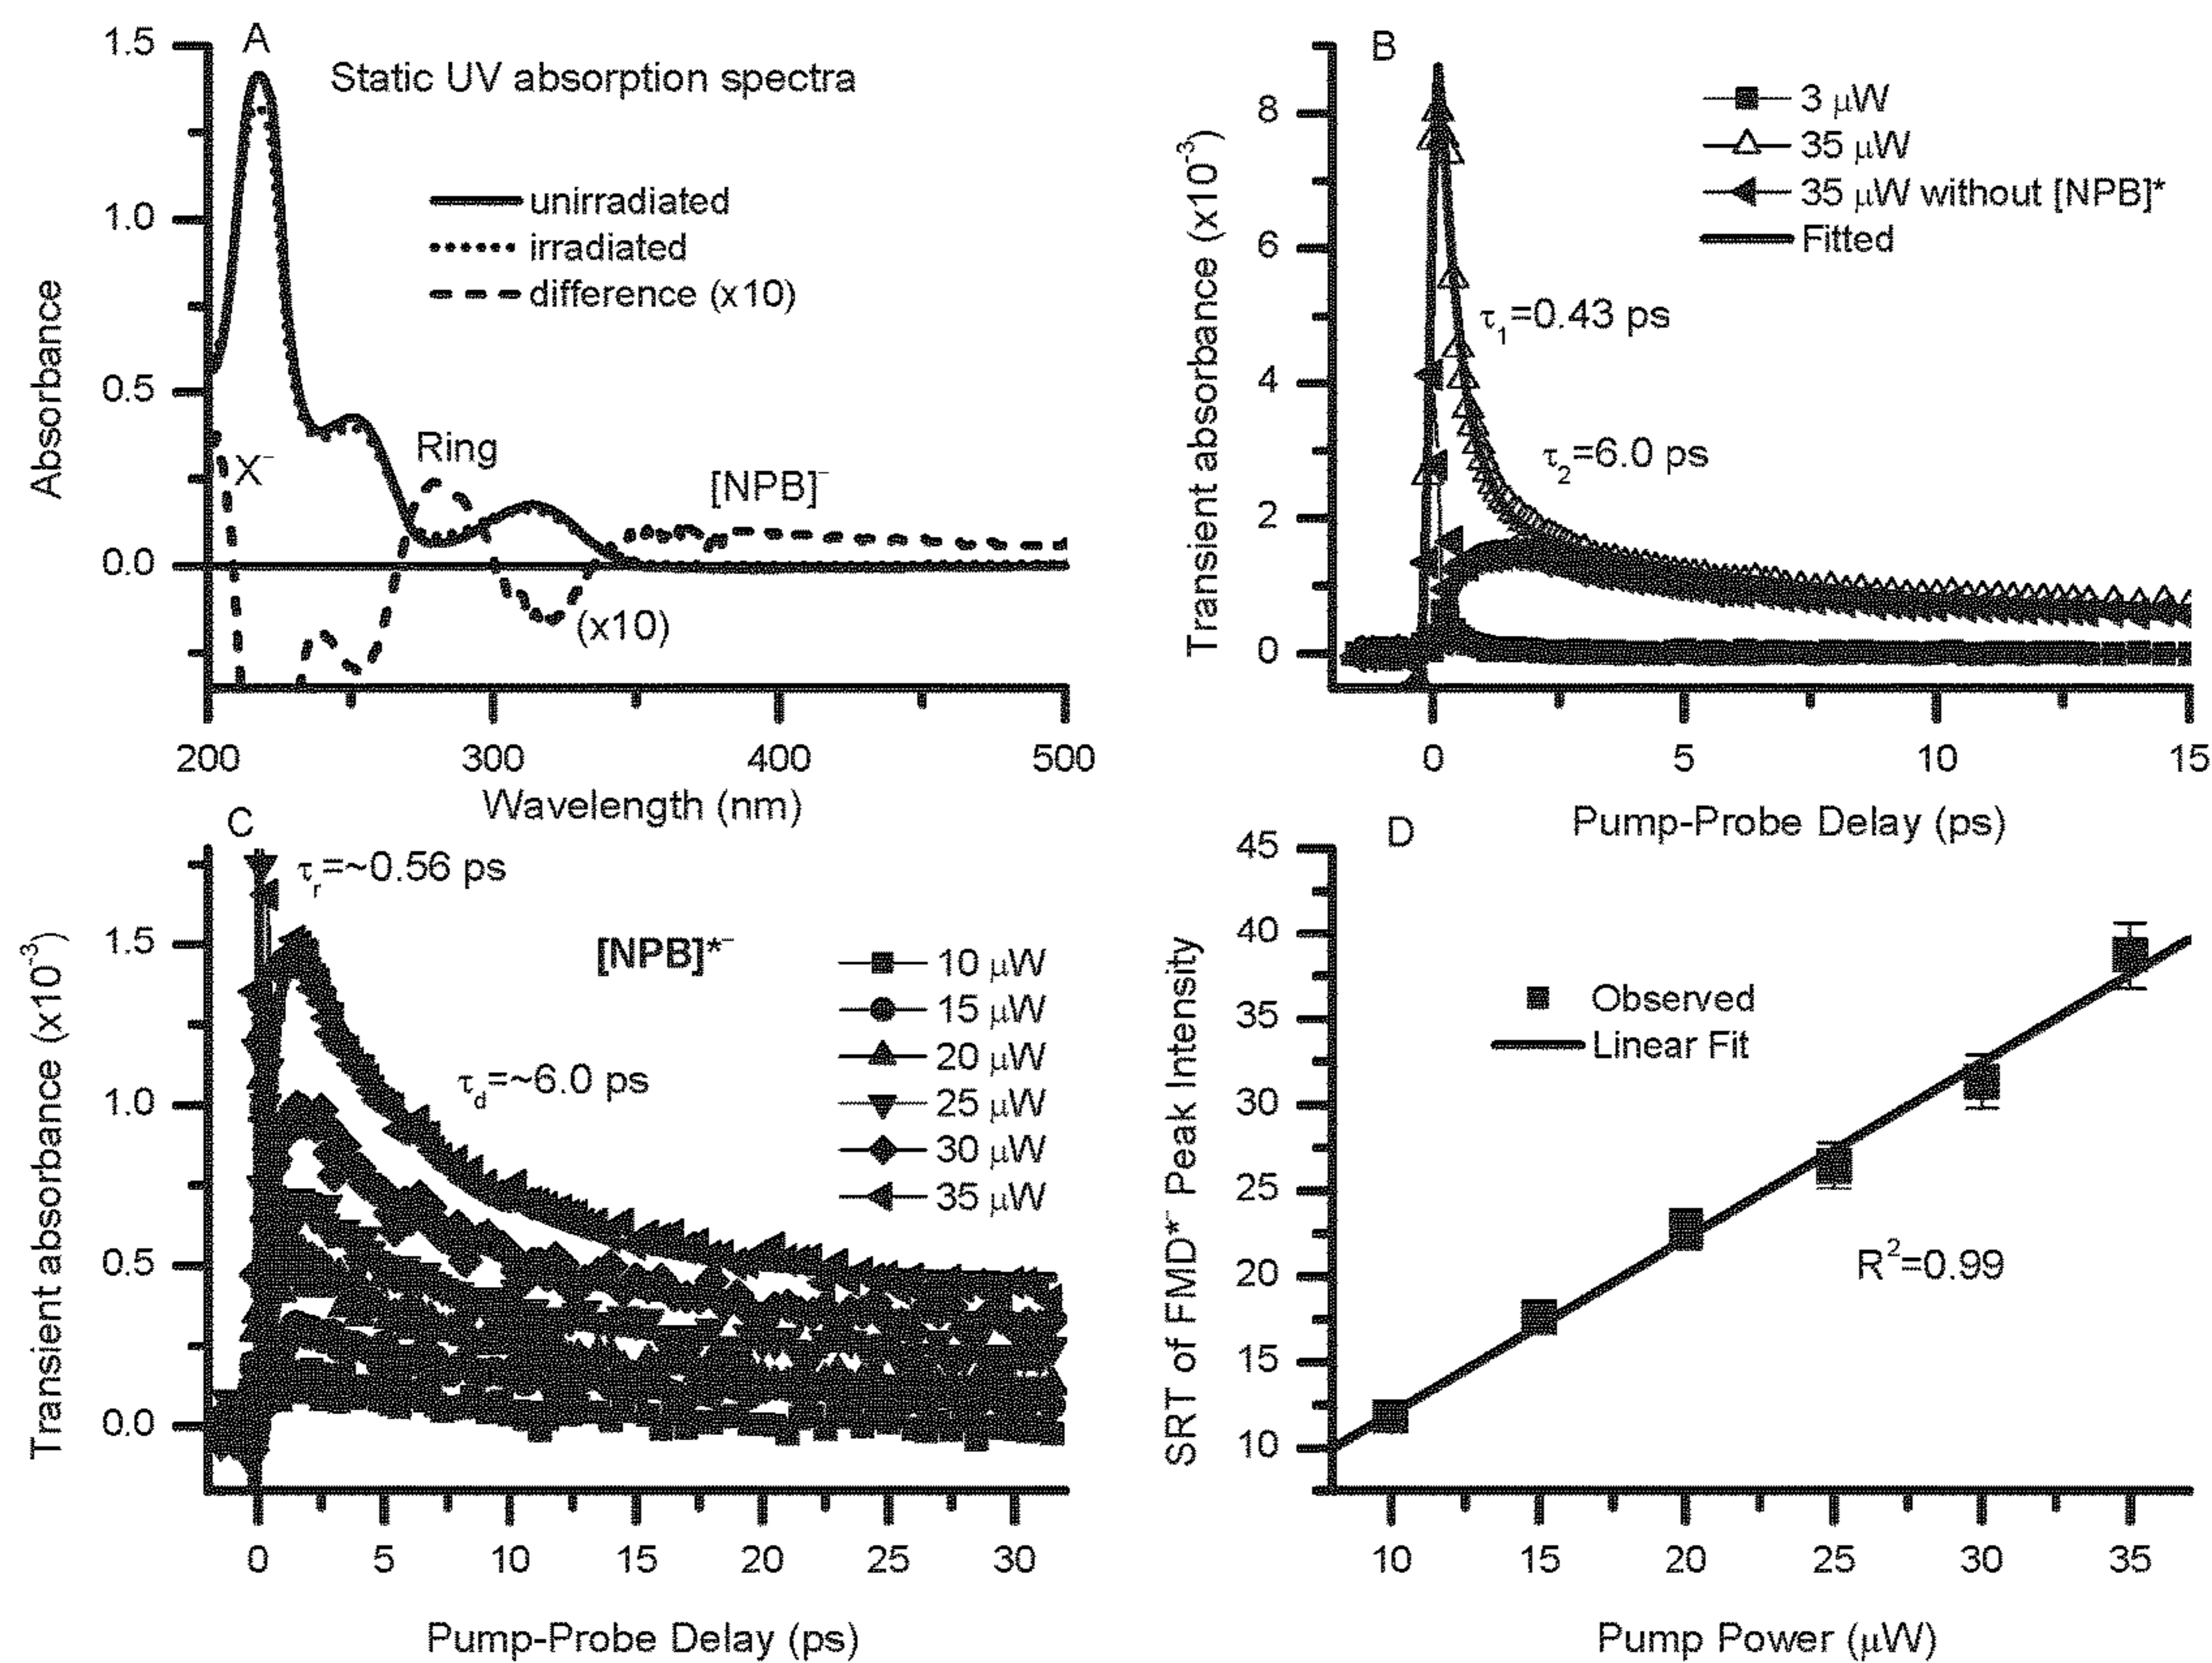 A
Static UV absorption spectra
unirradiated
irradiated
difference (x10)
X⁻
Ring
[NPB]⁻
(x10)
Absorbance
1.5
1.0
0.5
0.0
200
300
400
500
Wavelength (nm)
B
3 μW
35 μW
35 μW without [NPB]*
Fitted
τ₁=0.43 ps
τ₂=6.0 ps
Transient absorbance (x10⁻³)
8
6
4
2
0
0
5
10
15
Pump-Probe Delay (ps)
C
τᵣ=~0.56 ps
[NPB]*⁻
τd=~6.0 ps
10 μW
15 μW
20 μW
25 μW
30 μW
35 μW
Transient absorbance (x10⁻³)
1.5
1.0
0.5
0.0
0
5
10
15
20
25
30
Pump-Probe Delay (ps)
D
Observed
Linear Fit
R²=0.99
SRT of FMD*⁻ Peak Intensity
45
40
35
30
25
20
15
10
10
15
20
25
30
35
Pump Power (μW)